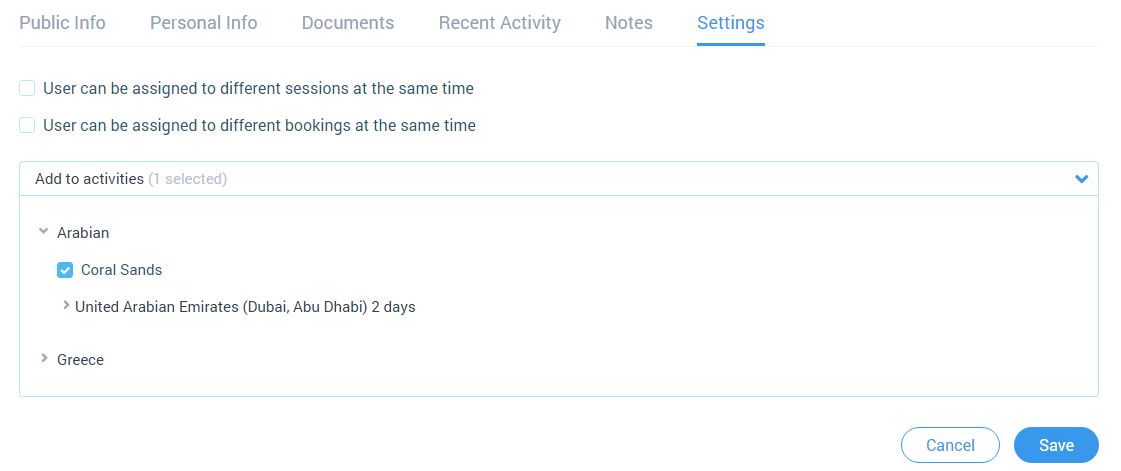 Public Info Personal Info Documents Recent Activity Notes Settings
User can be assigned to different sessions at the same time
User can be assigned to different bookings at the same time
Add to activities (1 selected)
Arabian
Coral Sands
United Arabian Emirates (Dubai, Abu Dhabi) 2 days
Greece
Cancel Save